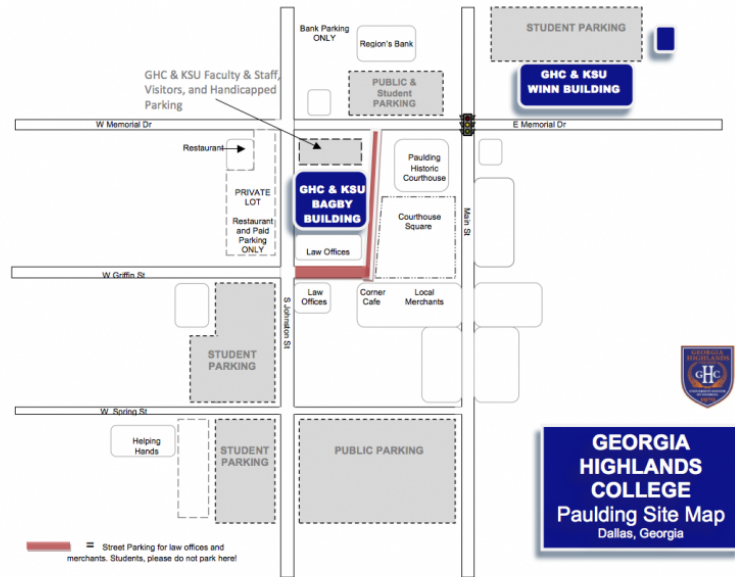 Bank Parking
ONLY
Region's Bank
STUDENT PARKING
GHC & KSU
WINN BUILDING
GHC & KSU Faculty & Staff,
Visitors, and Handicapped
Parking
PUBLIC &
Student
PARKING
W Memorial Dr
E Memorial Dr
Restaurant
Paulding
Historic
Courthouse
GHC & KSU
BAGBY
BUILDING
PRIVATE
LOT
Restaurant
and Paid
Parking
ONLY
Courthouse
Square
Main St
Law Offices
W Griffin St
Law
Offices
Corner
Cafe
Local
Merchants
S Johnston St
STUDENT
PARKING
GEORGIA
HIGHLANDS
GHC
W Spring St
Helping
Hands
STUDENT
PARKING
PUBLIC PARKING
GEORGIA
HIGHLANDS
COLLEGE
Paulding Site Map
Dallas, Georgia
= Street Parking for law offices and
merchants. Students, please do not park here!